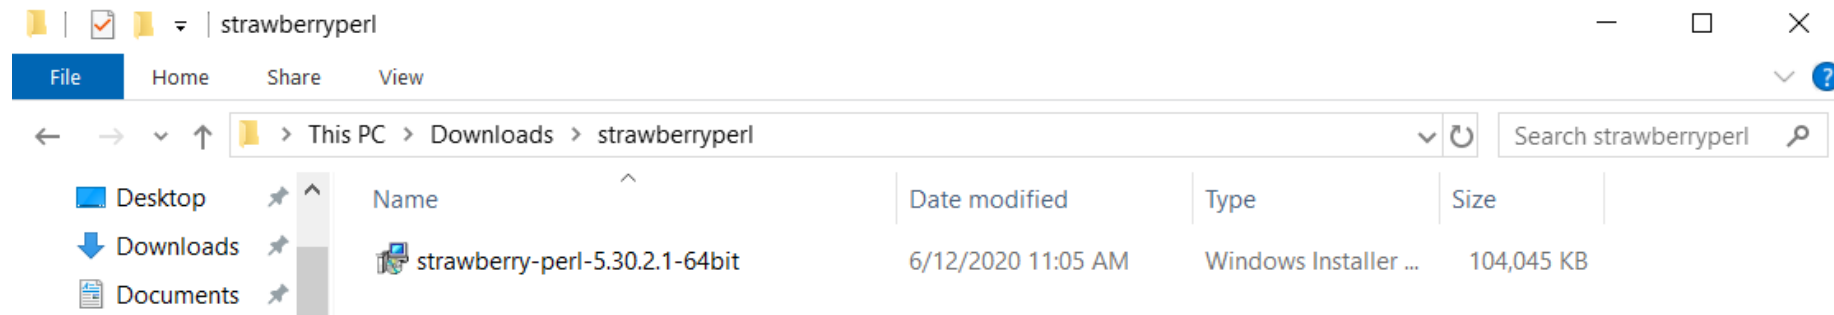 strawberryperl
File Home Share View ?
> This PC > Downloads > strawberryperl Search strawberryperl
Desktop Name Date modified Type Size
Downloads strawberry-perl-5.30.2.1-64bit 6/12/2020 11:05 AM Windows Installer ... 104,045 KB
Documents